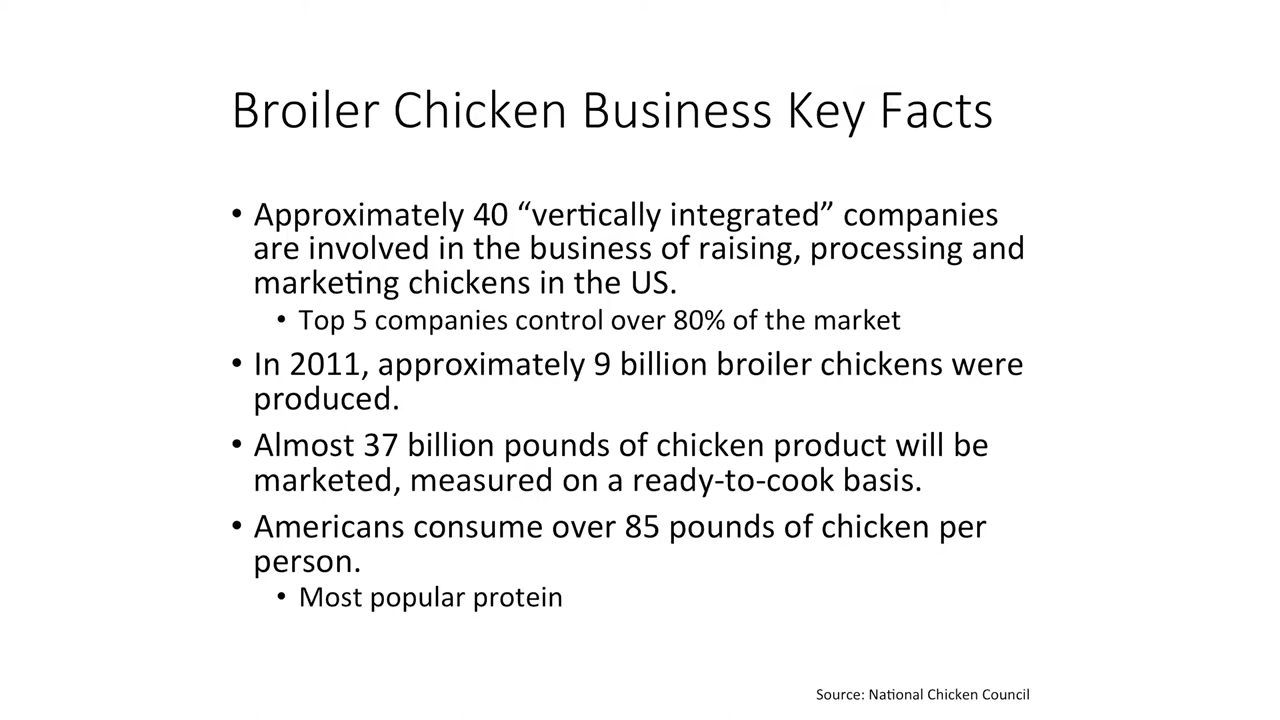 Broiler Chicken Business Key Facts
• Approximately 40 “vertically integrated” companies
are involved in the business of raising, processing and
marketing chickens in the US.
• Top 5 companies control over 80% of the market
• In 2011, approximately 9 billion broiler chickens were
produced.
• Almost 37 billion pounds of chicken product will be
marketed, measured on a ready-to-cook basis.
• Americans consume over 85 pounds of chicken per
person.
• Most popular protein
Source: National Chicken Council